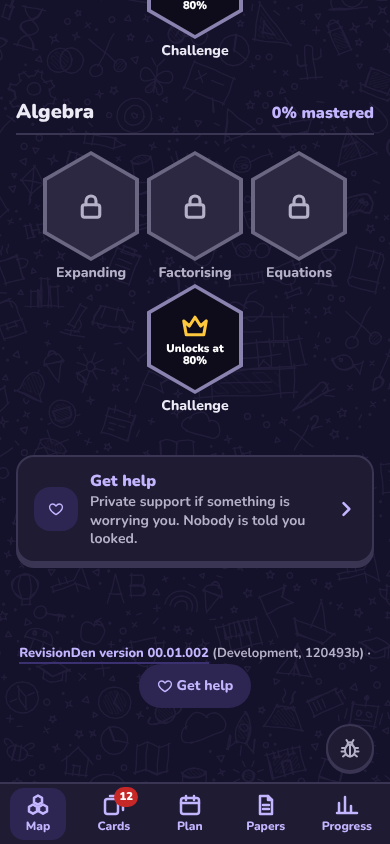 80%
Challenge
Algebra
0% mastered
Expanding
Factorising
Equations
Unlocks at
80%
Challenge
Get help
Private support if something is
worrying you. Nobody is told you
looked.
RevisionDen version 00.01.002 (Development, 120493b) ·
Get help
12
Map
Cards
Plan
Papers
Progress